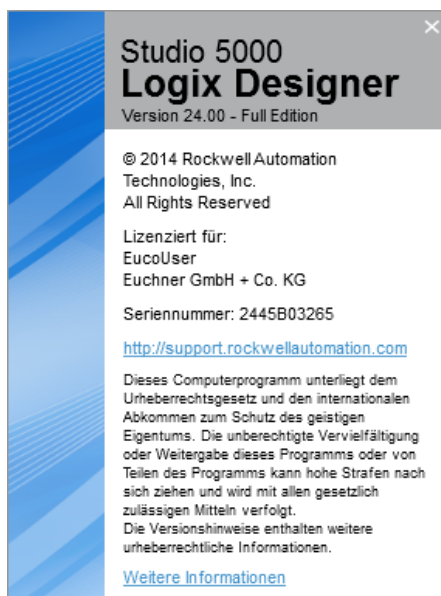 Studio 5000
Logix Designer
Version 24.00 - Full Edition
© 2014 Rockwell Automation
Technologies, Inc.
All Rights Reserved
Lizenziert für:
EucoUser
Euchner GmbH + Co. KG
Seriennummer: 2445B03265
http://support.rockwellautomation.com
Dieses Computerprogramm unterliegt dem
Urheberrechtsgesetz und den internationalen
Abkommen zum Schutz des geistigen
Eigentums. Die unberechtigte Vervielfältigung
oder Weitergabe dieses Programms oder von
Teilen des Programms kann hohe Strafen nach
sich ziehen und wird mit allen gesetzlich
zulässigen Mitteln verfolgt.
Die Versionshinweise enthalten weitere
urheberrechtliche Informationen.
Weitere Informationen